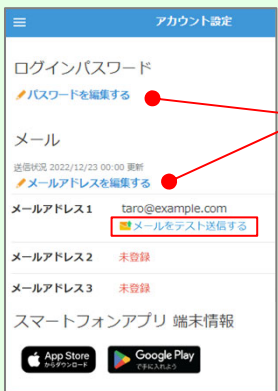 アカウント設定
ログインパスワード
パスワードを編集する
メール
送信状況 2022/12/23 00:00 更新
メールアドレスを編集する
メールアドレス1 taro@example.com
メールをテスト送信する
メールアドレス2 未登録
メールアドレス3 未登録
スマートフォンアプリ 端末情報
App Store
からダウンロード
Google Play
で手に入れよう